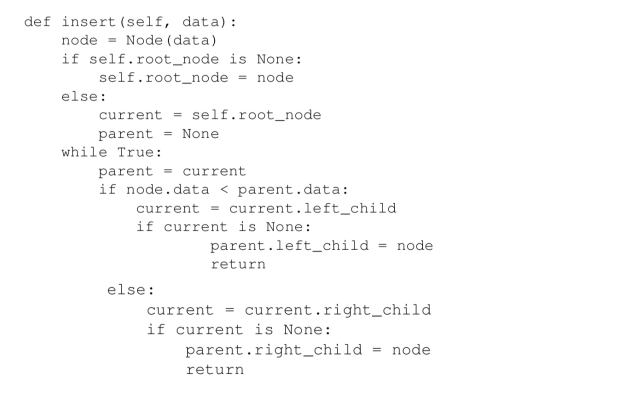 def insert(self, data):
    node = Node(data)
    if self.root_node is None:
        self.root_node = node
    else:
        current = self.root_node
        parent = None
    while True:
        parent = current
        if node.data < parent.data:
            current = current.left_child
            if current is None:
                    parent.left_child = node
                    return
         else:
             current = current.right_child
             if current is None:
                 parent.right_child = node
                 return